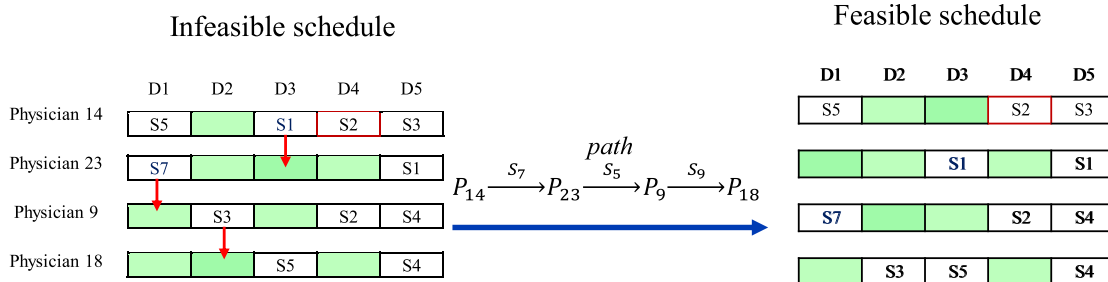 Infeasible schedule
D1 D2 D3 D4 D5
Physician 14 S5 S1 S2 S3
Physician 23 S7 S1
Physician 9 S3 S2 S4
Physician 18 S5 S4
path
P14 s7 P23 s5 P9 s9 P18
Feasible schedule
D1 D2 D3 D4 D5
S5 S2 S3
S1 S1
S7 S2 S4
S3 S5 S4